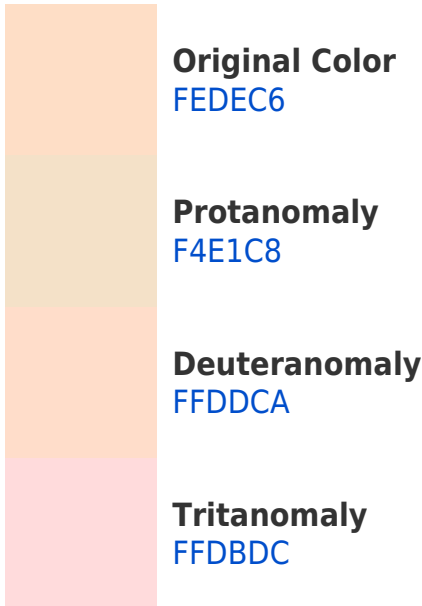 Original Color
FEDEC6
Protanomaly
F4E1C8
Deuteranomaly
FFDDCA
Tritanomaly
FFDBDC